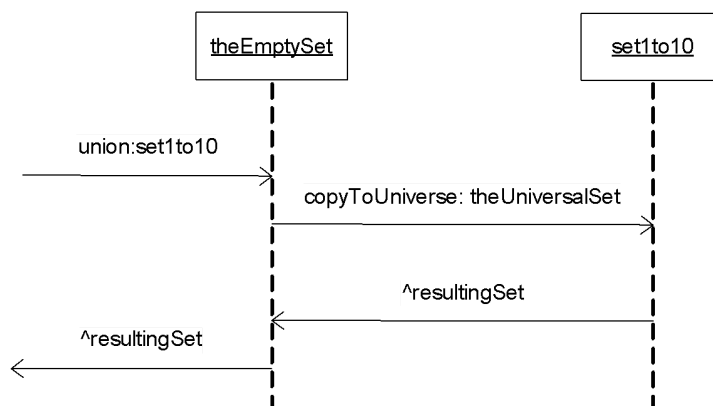 theEmptySet
set1to10
union:set1to10
copyToUniverse: theUniversalSet
^resultingSet
^resultingSet